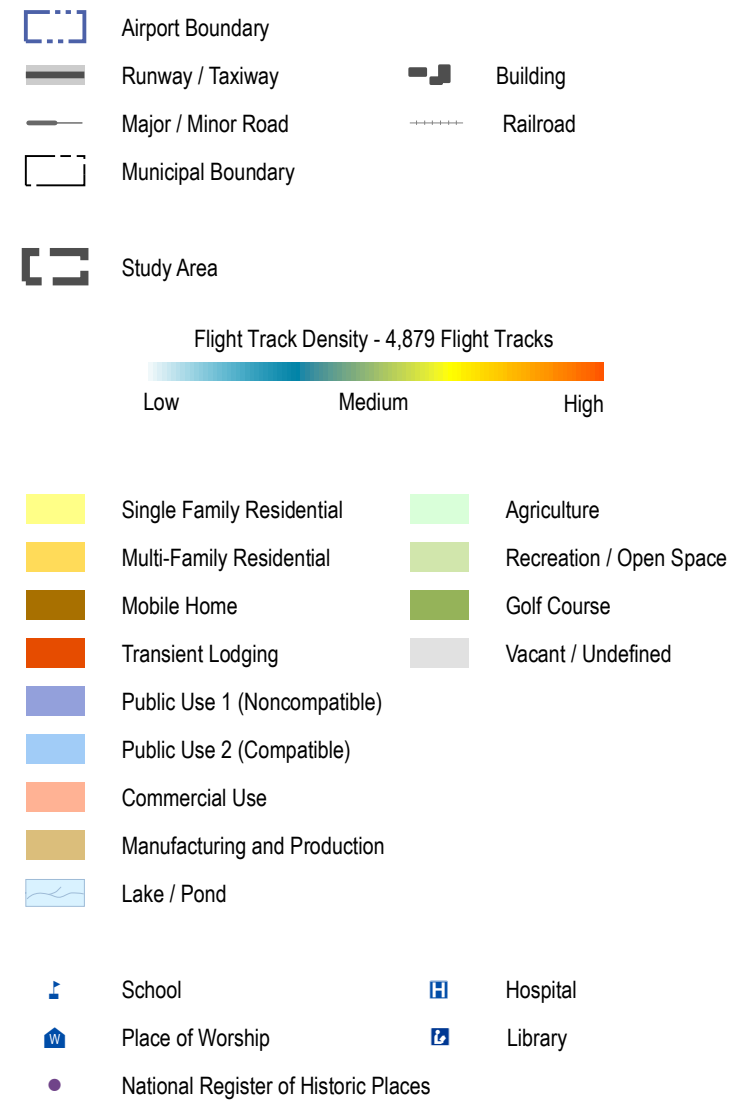 Airport Boundary
Runway / Taxiway
Building
Major / Minor Road
Railroad
Municipal Boundary
Study Area
Flight Track Density - 4,879 Flight Tracks
Low Medium High
Single Family Residential
Agriculture
Multi-Family Residential
Recreation / Open Space
Mobile Home
Golf Course
Transient Lodging
Vacant / Undefined
Public Use 1 (Noncompatible)
Public Use 2 (Compatible)
Commercial Use
Manufacturing and Production
Lake / Pond
School
H Hospital
W Place of Worship
Library
National Register of Historic Places